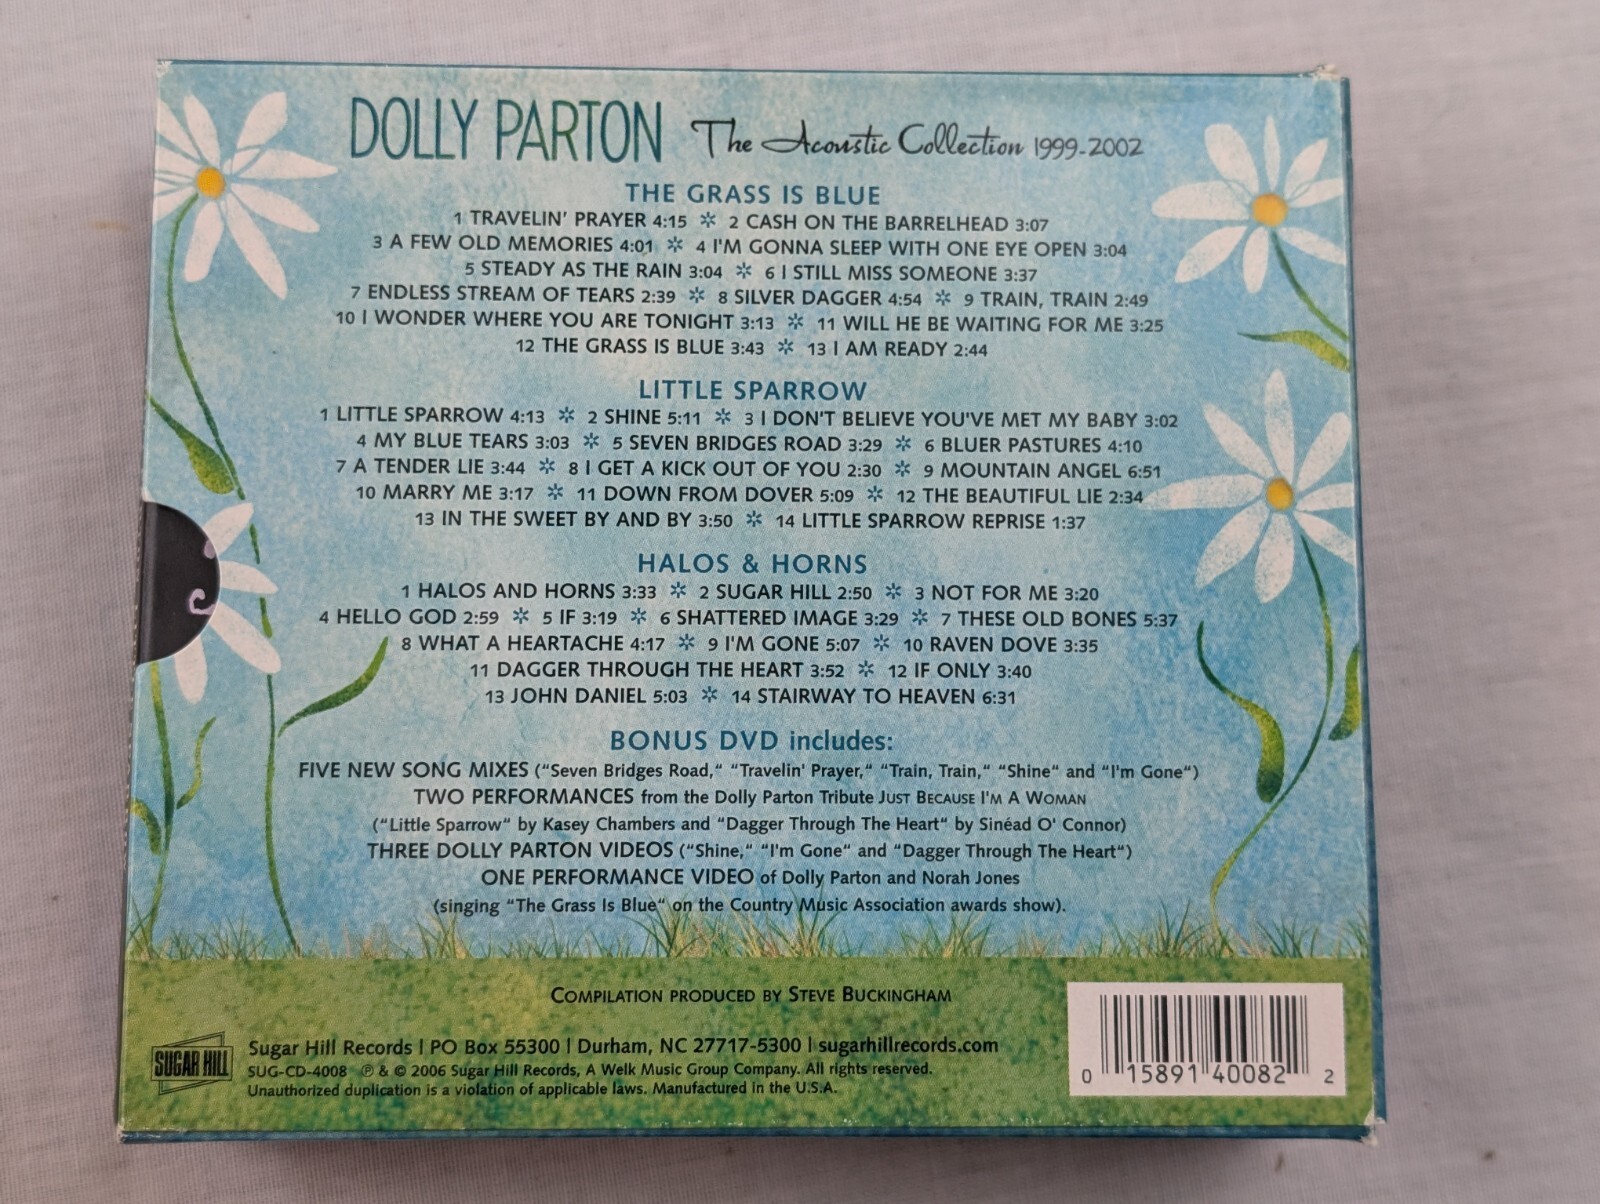 DOLLY PARTON The Acoustic Collection 1999-2002
THE GRASS IS BLUE
1 TRAVELIN' PRAYER 4:15 ✲ 2 CASH ON THE BARRELHEAD 3:07
3 A FEW OLD MEMORIES 4:01 ✲ 4 I'M GONNA SLEEP WITH ONE EYE OPEN 3:04
5 STEADY AS THE RAIN 3:04 ✲ 6 I STILL MISS SOMEONE 3:37
7 ENDLESS STREAM OF TEARS 2:39 ✲ 8 SILVER DAGGER 4:54 ✲ 9 TRAIN, TRAIN 2:49
10 I WONDER WHERE YOU ARE TONIGHT 3:13 ✲ 11 WILL HE BE WAITING FOR ME 3:25
12 THE GRASS IS BLUE 3:43 ✲ 13 I AM READY 2:44
LITTLE SPARROW
1 LITTLE SPARROW 4:13 ✲ 2 SHINE 5:11 ✲ 3 I DON'T BELIEVE YOU'VE MET MY BABY 3:02
4 MY BLUE TEARS 3:03 ✲ 5 SEVEN BRIDGES ROAD 3:29 ✲ 6 BLUER PASTURES 4:10
7 A TENDER LIE 3:44 ✲ 8 I GET A KICK OUT OF YOU 2:30 ✲ 9 MOUNTAIN ANGEL 6:51
10 MARRY ME 3:17 ✲ 11 DOWN FROM DOVER 5:09 ✲ 12 THE BEAUTIFUL LIE 2:34
13 IN THE SWEET BY AND BY 3:50 ✲ 14 LITTLE SPARROW REPRISE 1:37
HALOS & HORNS
1 HALOS AND HORNS 3:33 ✲ 2 SUGAR HILL 2:50 ✲ 3 NOT FOR ME 3:20
4 HELLO GOD 2:59 ✲ 5 IF 3:19 ✲ 6 SHATTERED IMAGE 3:29 ✲ 7 THESE OLD BONES 5:37
8 WHAT A HEARTACHE 4:17 ✲ 9 I'M GONE 5:07 ✲ 10 RAVEN DOVE 3:35
11 DAGGER THROUGH THE HEART 3:52 ✲ 12 IF ONLY 3:40
13 JOHN DANIEL 5:03 ✲ 14 STAIRWAY TO HEAVEN 6:31
BONUS DVD includes:
FIVE NEW SONG MIXES (“Seven Bridges Road,“ “Travelin' Prayer,“ “Train, Train,“ “Shine“ and “I'm Gone“)
TWO PERFORMANCES from the Dolly Parton Tribute JUST BECAUSE I'M A WOMAN
(“Little Sparrow“ by Kasey Chambers and “Dagger Through The Heart“ by Sinéad O' Connor)
THREE DOLLY PARTON VIDEOS (“Shine,“ “I'm Gone“ and “Dagger Through The Heart“)
ONE PERFORMANCE VIDEO of Dolly Parton and Norah Jones
(singing “The Grass Is Blue“ on the Country Music Association awards show).
COMPILATION PRODUCED BY STEVE BUCKINGHAM
SUGAR HILL
Sugar Hill Records | PO Box 55300 | Durham, NC 27717-5300 | sugarhillrecords.com
SUG-CD-4008 ℗ & © 2006 Sugar Hill Records, A Welk Music Group Company. All rights reserved.
Unauthorized duplication is a violation of applicable laws. Manufactured in the U.S.A.
0 15891 40082 2